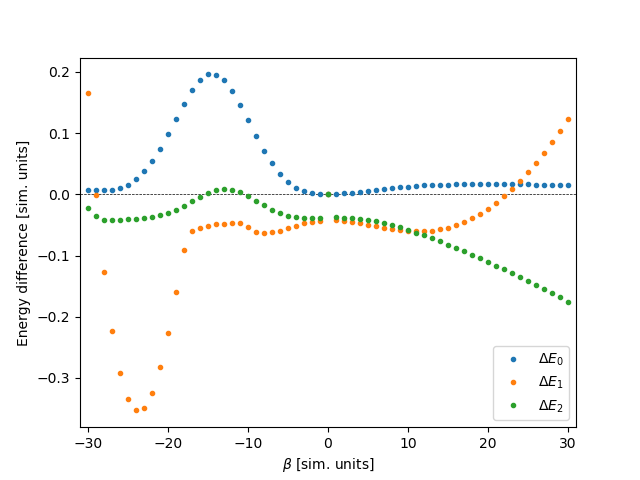 0.2
0.1
0.0
−0.1
−0.2
−0.3
Energy difference [sim. units]
−30
−20
−10
0
10
20
30
β [sim. units]
ΔE₀
ΔE₁
ΔE₂